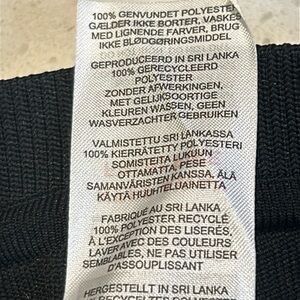 100% GENVUNDET POLYESTER
GÆLDER IKKE BORTER, VASKES
MED LIGNENDE FARVER, BRUG
IKKE BLØDGØRINGSMIDDEL
GEPRODUCEERD IN SRI LANKA
100% GERECYCLEERD
POLYESTER
ZONDER AFWERKINGEN,
MET GELIJKSOORTIGE
KLEUREN WASSEN, GEEN
WASVERZACHTER GEBRUIKEN
VALMISTETTU SRI LANKASSA
100% KIERRÄTETTY POLYESTERI
SOMISTEITA LUKUUN
OTTAMATTA, PESE
SAMANVÄRISTEN KANSSA, ÄLÄ
KÄYTÄ HUUHTELUAINETTA
FABRIQUÉ AU SRI LANKA
100% POLYESTER RECYCLÉ
À L'EXCEPTION DES LISERÉS,
LAVER AVEC DES COULEURS
SEMBLABLES, NE PAS UTILISER
D'ASSOUPLISSANT
HERGESTELLT IN SRI LANKA